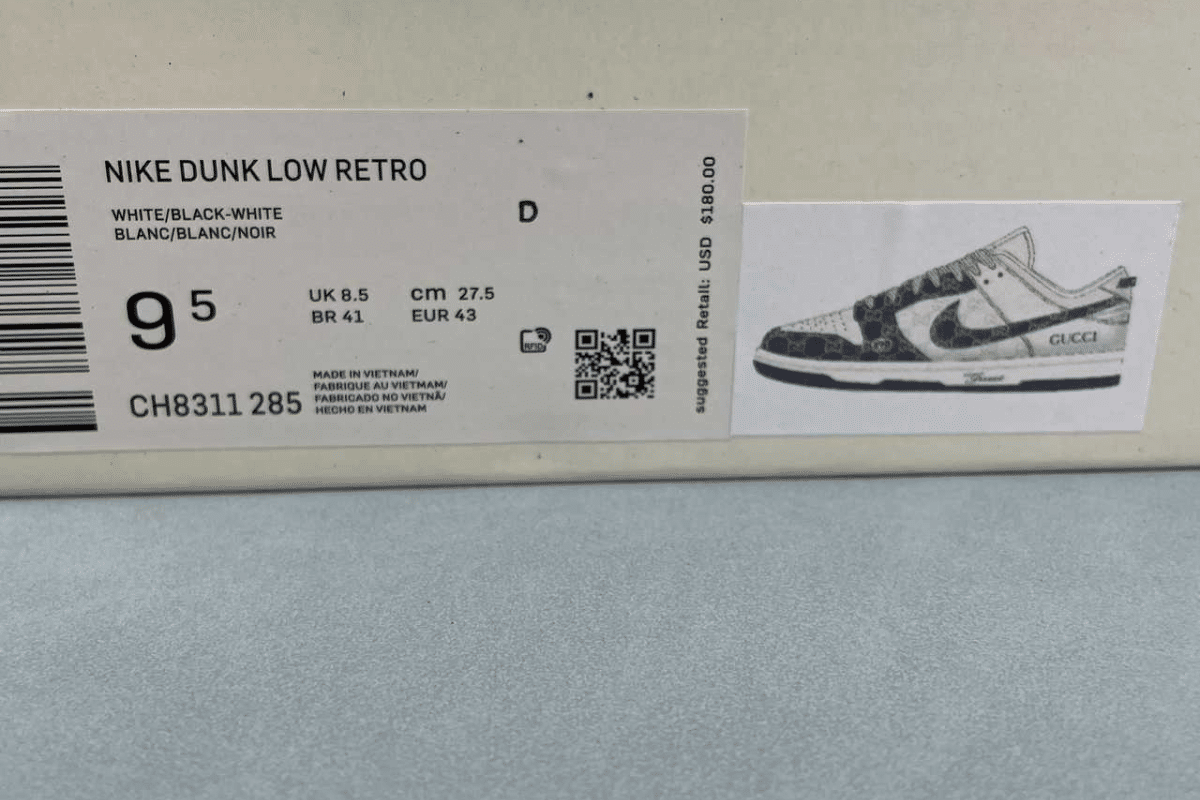 NIKE DUNK LOW RETRO
WHITE/BLACK-WHITE
BLANC/BLANC/NOIR
D
9 5
UK 8.5
BR 41
cm 27.5
EUR 43
RFID
CH8311 285
MADE IN VIETNAM/
FABRIQUE AU VIETMAM/
FABRICADO NO VIETNÃ/
HECHO EN VIETNAM
suggested Retail: USD $180.00
GUCCI